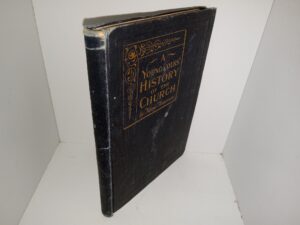 A
YOUNG FOLKS'
HISTORY
OF THE
CHURCH